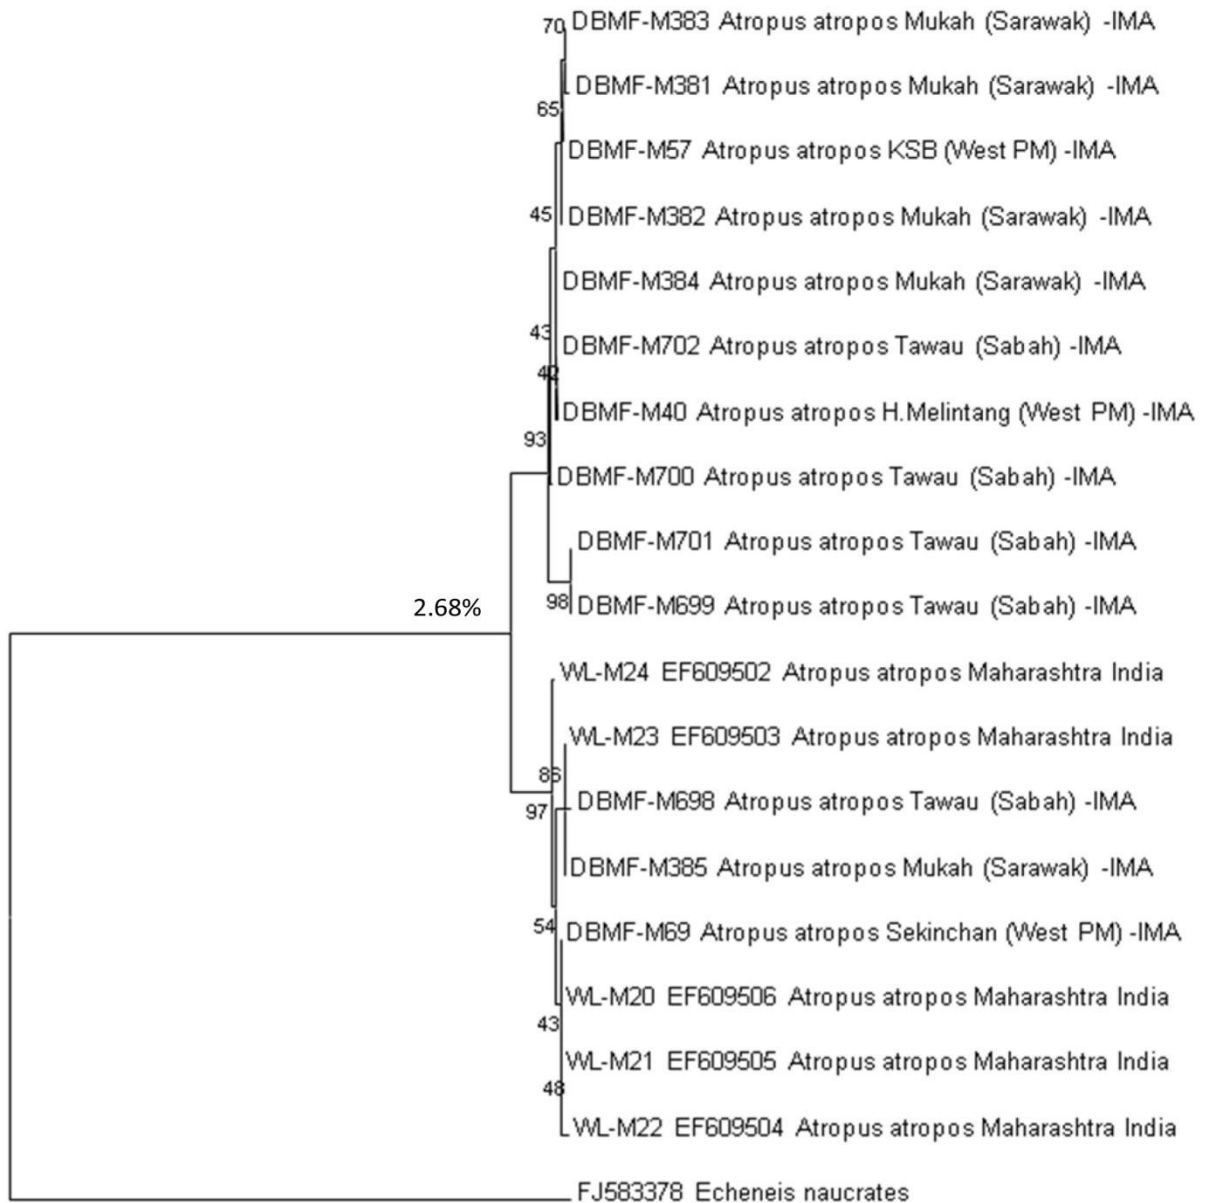 70 DBMF-M383 Atropus atropos Mukah (Sarawak) -IMA
DBMF-M381 Atropus atropos Mukah (Sarawak) -IMA
65
DBMF-M57 Atropus atropos KSB (West PM) -IMA
45 DBMF-M382 Atropus atropos Mukah (Sarawak) -IMA
DBMF-M384 Atropus atropos Mukah (Sarawak) -IMA
43
DBMF-M702 Atropus atropos Tawau (Sabah) -IMA
42
DBMF-M40 Atropus atropos H.Melintang (West PM) -IMA
93
DBMF-M700 Atropus atropos Tawau (Sabah) -IMA
DBMF-M701 Atropus atropos Tawau (Sabah) -IMA
2.68%
98 DBMF-M699 Atropus atropos Tawau (Sabah) -IMA
WL-M24 EF609502 Atropus atropos Maharashtra India
WL-M23 EF609503 Atropus atropos Maharashtra India
86
DBMF-M698 Atropus atropos Tawau (Sabah) -IMA
97
DBMF-M385 Atropus atropos Mukah (Sarawak) -IMA
54 DBMF-M69 Atropus atropos Sekinchan (West PM) -IMA
WL-M20 EF609506 Atropus atropos Maharashtra India
43
WL-M21 EF609505 Atropus atropos Maharashtra India
48
WL-M22 EF609504 Atropus atropos Maharashtra India
FJ583378 Echeneis naucrates